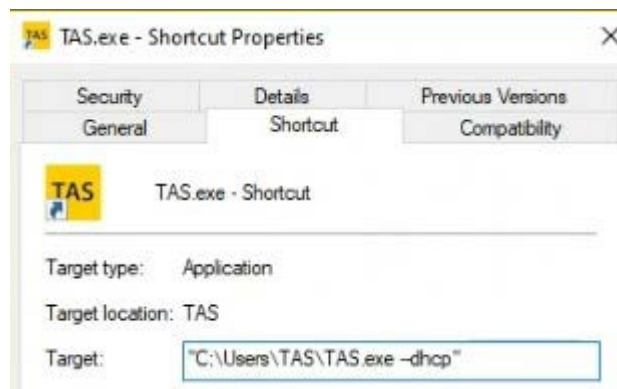 TAS TAS.exe - Shortcut Properties
Security Details Previous Versions
General Shortcut Compatibility
TAS TAS.exe - Shortcut
Target type: Application
Target location: TAS
Target: "C:\Users\TAS\TAS.exe –dhcp"